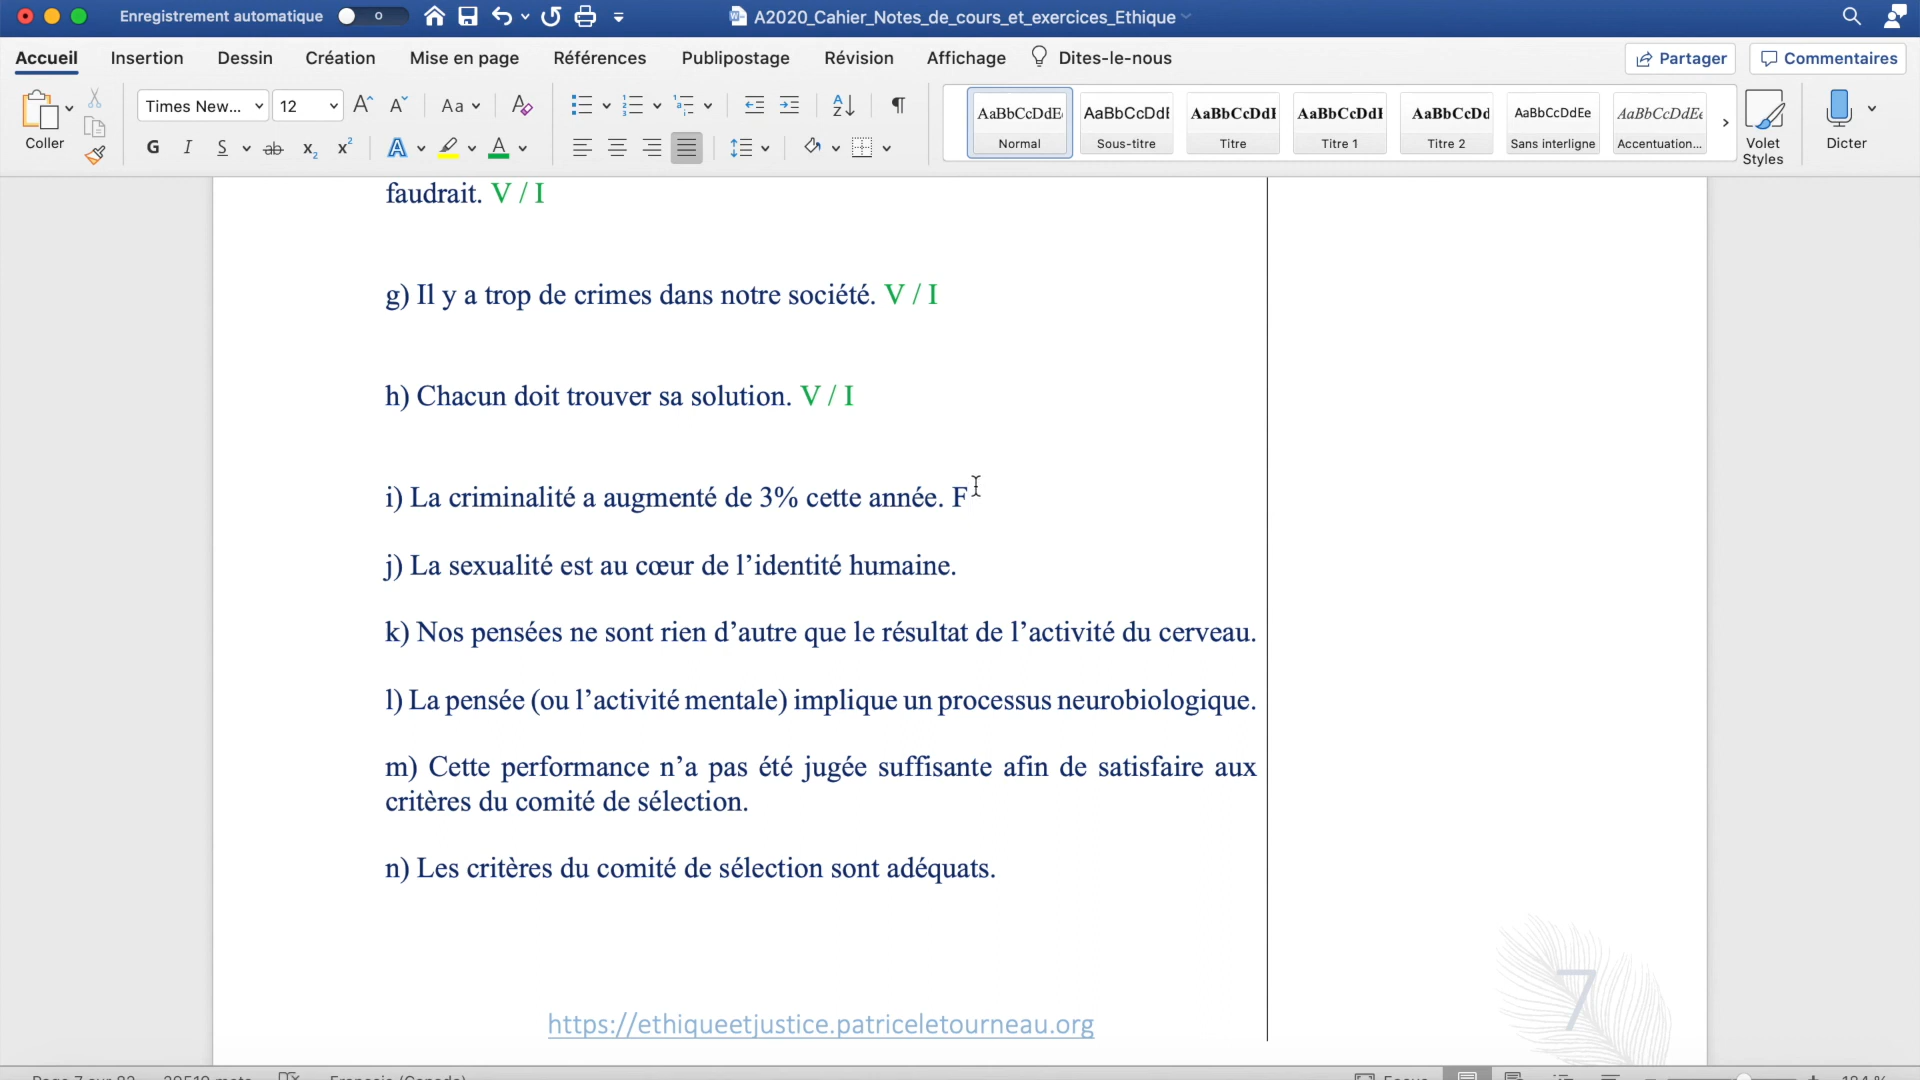 Enregistrement automatique
A2020_Cahier_Notes_de_cours_et_exercices_Ethique
Accueil Insertion Dessin Création Mise en page Références Publipostage Révision Affichage Dites-le-nous Partager Commentaires
Coller
Times New... 12
Aa
G I S ab x₂ x² A A
AaBbCcDdE AaBbCcDdE AaBbCcDdI AaBbCcDdI AaBbCcDd AaBbCcDdEe AaBbCcDdEe
Normal Sous-titre Titre Titre 1 Titre 2 Sans interligne Accentuation...
Volet Styles
Dicter
faudrait. V / I
g) Il y a trop de crimes dans notre société. V / I
h) Chacun doit trouver sa solution. V / I
i) La criminalité a augmenté de 3% cette année. F
j) La sexualité est au cœur de l’identité humaine.
k) Nos pensées ne sont rien d’autre que le résultat de l’activité du cerveau.
l) La pensée (ou l’activité mentale) implique un processus neurobiologique.
m) Cette performance n’a pas été jugée suffisante afin de satisfaire aux
critères du comité de sélection.
n) Les critères du comité de sélection sont adéquats.
7
https://ethiqueetjustice.patriceletourneau.org